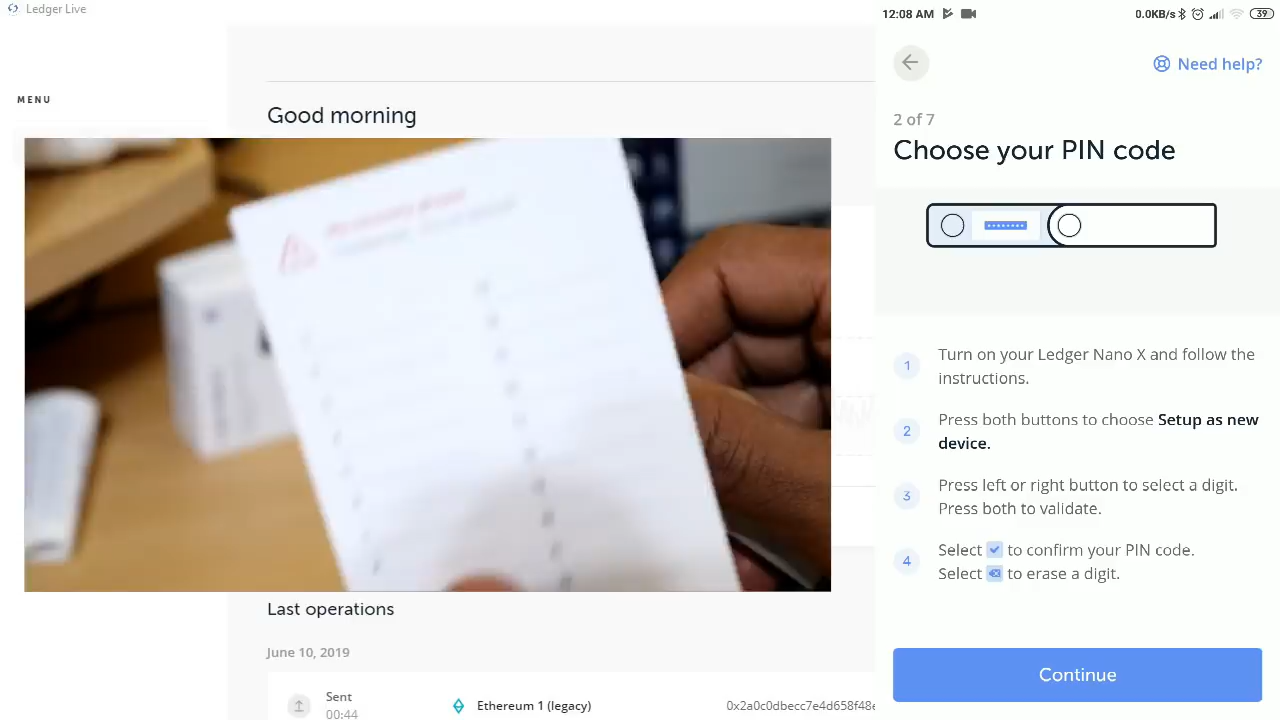 Ledger Live
MENU
Good morning
Last operations
June 10, 2019
Sent
00:44
Ethereum 1 (legacy)
0x2a0c0dbecc7e4d658f48e
12:08 AM
0.0KB/s
39
Need help?
2 of 7
Choose your PIN code
1
Turn on your Ledger Nano X and follow the
instructions.
2
Press both buttons to choose Setup as new
device.
3
Press left or right button to select a digit.
Press both to validate.
4
Select to confirm your PIN code.
Select to erase a digit.
Continue